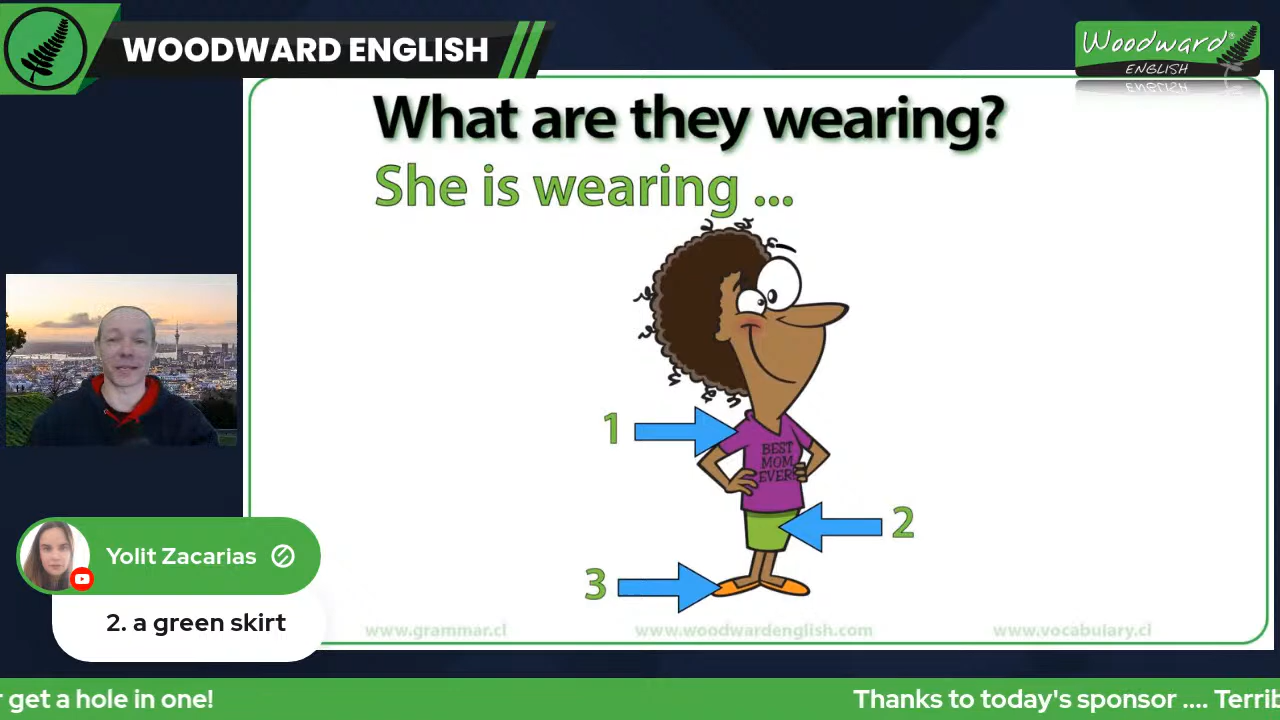 WOODWARD ENGLISH
Woodward®
ENGLISH
What are they wearing?
She is wearing ...
1
BEST
MOM
EVER!
2
3
Yolit Zacarias
2. a green skirt
www.grammar.cl
www.woodwardenglish.com
www.vocabulary.cl
r get a hole in one!
Thanks to today's sponsor .... Terrib